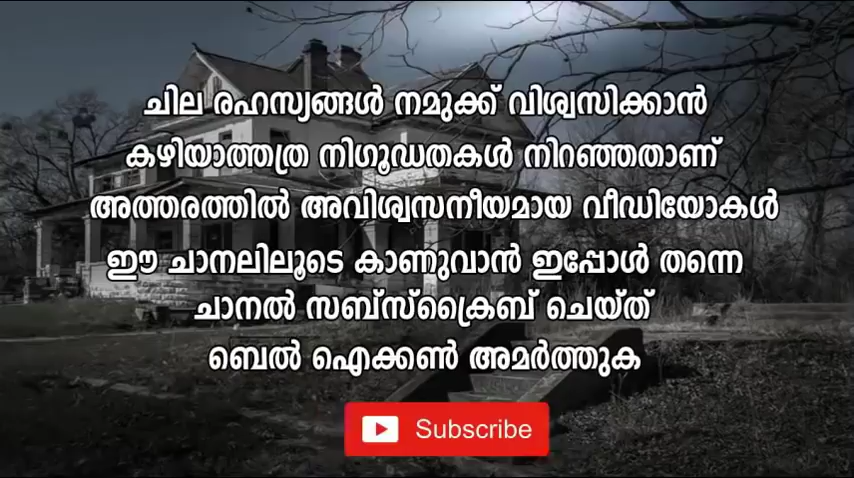 ചില രഹസ്യങ്ങൾ നമുക്ക് വിശ്വസിക്കാൻ
കഴിയാത്തത്ര നിഗൂഡതകൾ നിറഞ്ഞതാണ്
അത്തരത്തിൽ അവിശ്വസനീയമായ വീഡിയോകൾ
ഈ ചാനലിലൂടെ കാണുവാൻ ഇപ്പോൾ തന്നെ
ചാനൽ സബ്സ്ക്രൈബ് ചെയ്ത്
ബെൽ ഐക്കൺ അമർത്തുക
Subscribe